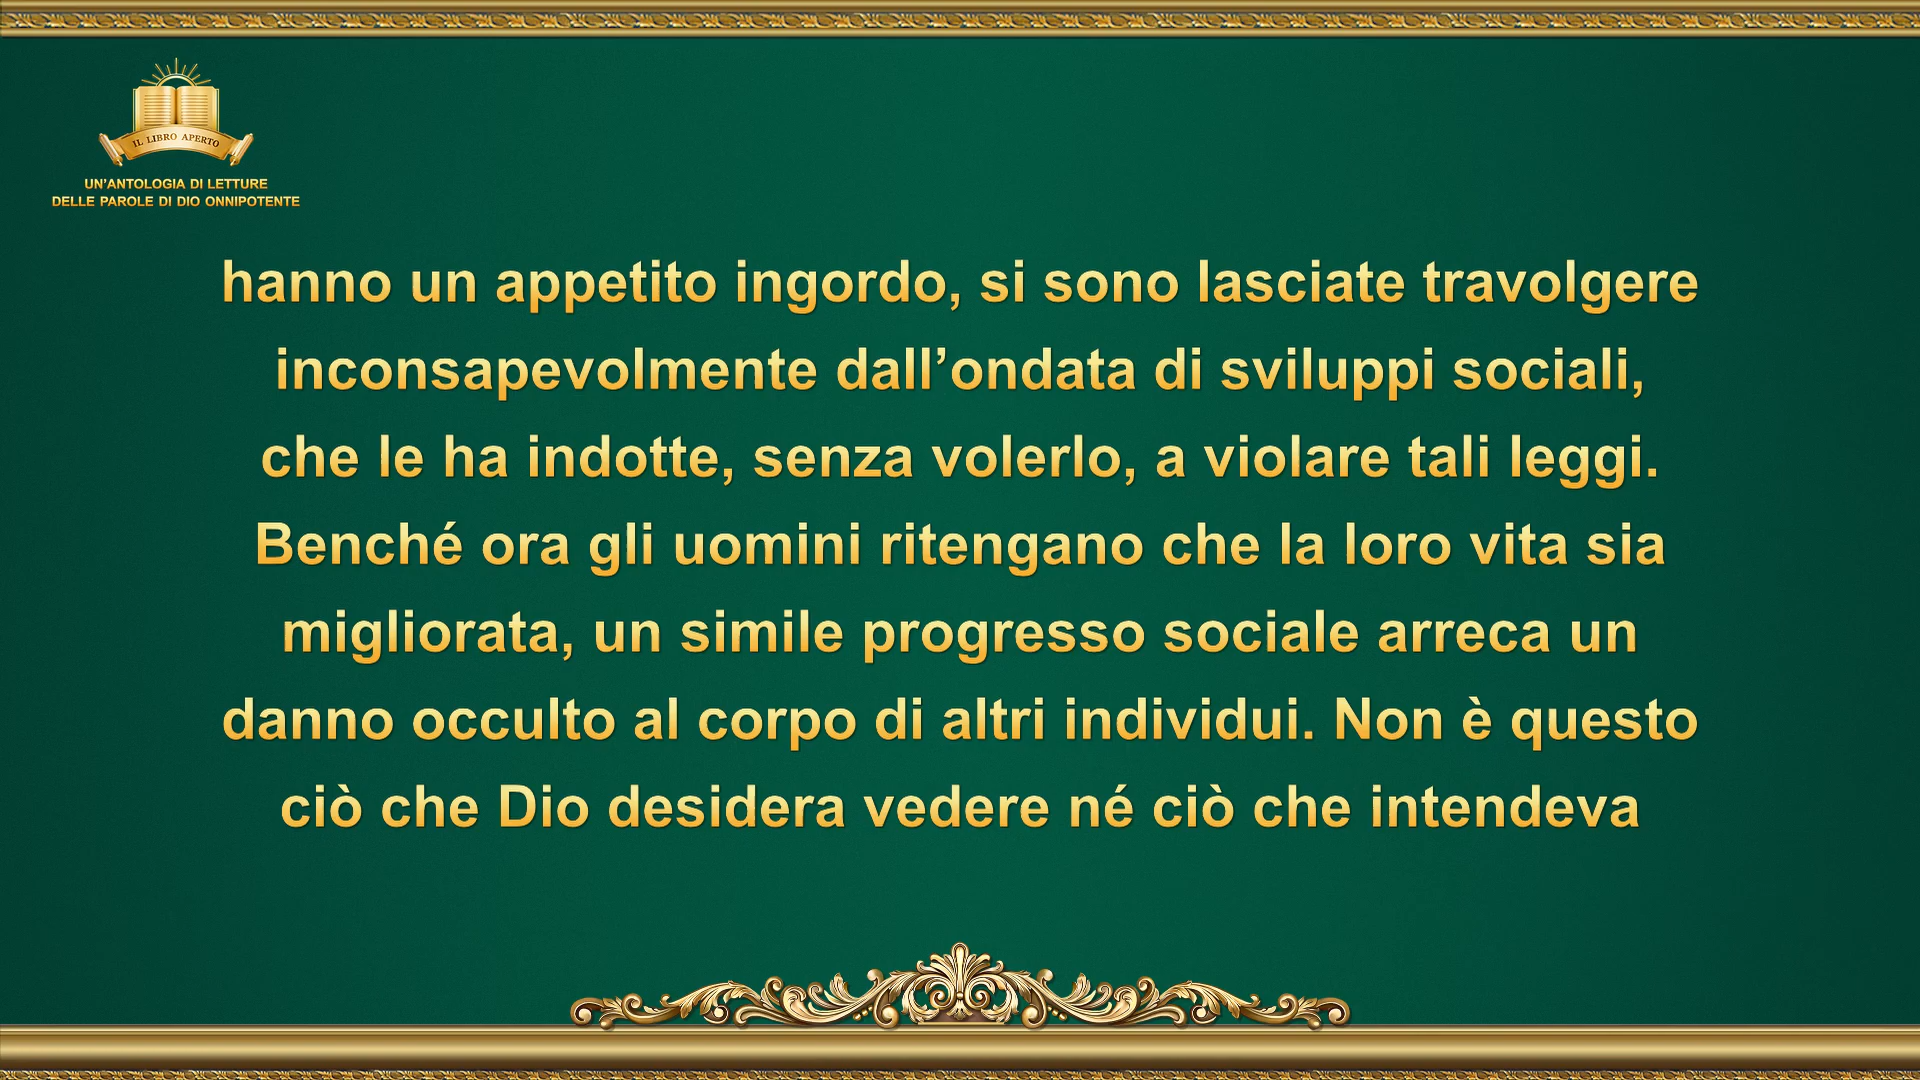 IL LIBRO APERTO
UN’ANTOLOGIA DI LETTURE
DELLE PAROLE DI DIO ONNIPOTENTE
hanno un appetito ingordo, si sono lasciate travolgere
inconsapevolmente dall’ondata di sviluppi sociali,
che le ha indotte, senza volerlo, a violare tali leggi.
Benché ora gli uomini ritengano che la loro vita sia
migliorata, un simile progresso sociale arreca un
danno occulto al corpo di altri individui. Non è questo
ciò che Dio desidera vedere né ciò che intendeva